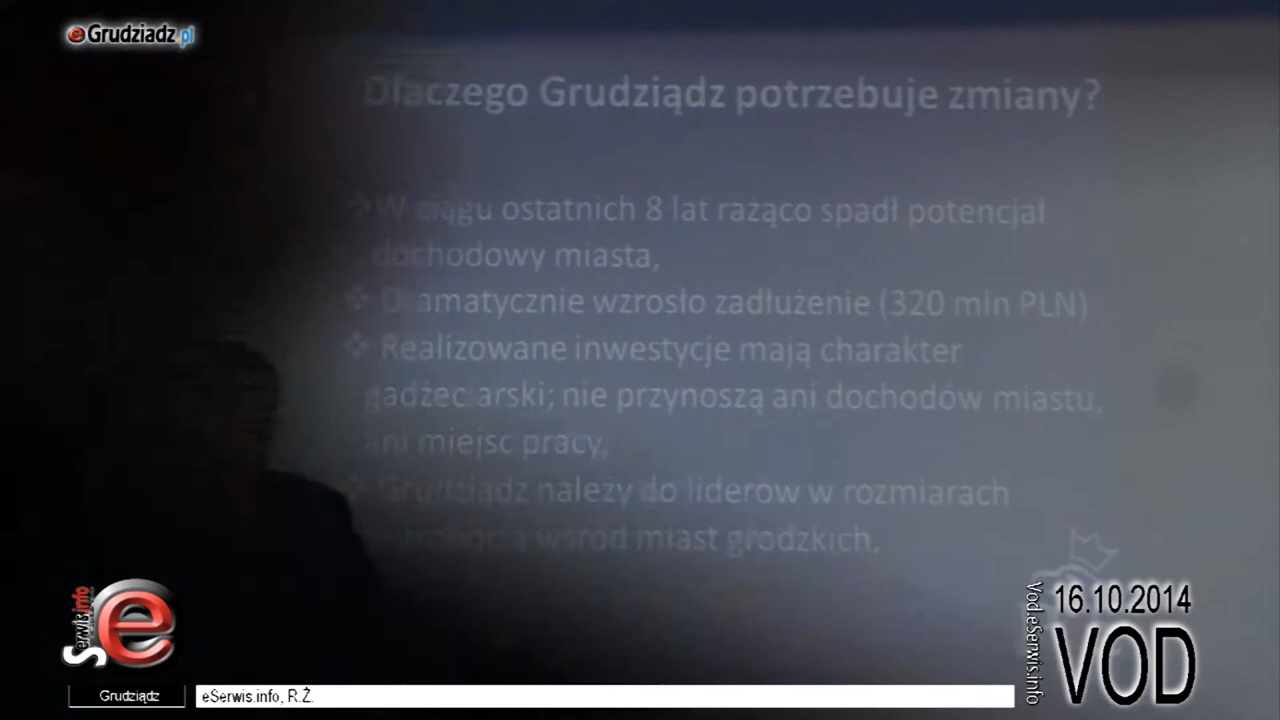 eGrudziadz.pl
Dlaczego Grudziądz potrzebuje zmiany?
W ciągu ostatnich 8 lat rażąco spadł potencjał
dochodowy miasta,
Dramatycznie wzrosło zadłużenie (320 mln PLN)
Realizowane inwestycje mają charakter
gadżeciarski; nie przynoszą ani dochodów miastu,
ani miejsc pracy,
Grudziądz należy do liderów w rozmiarach
wśród miast grodzkich.
Serwis.info
e
Vod.eSerwis.info
16.10.2014
VOD
Grudziądz
eSerwis.info, R.Ż.